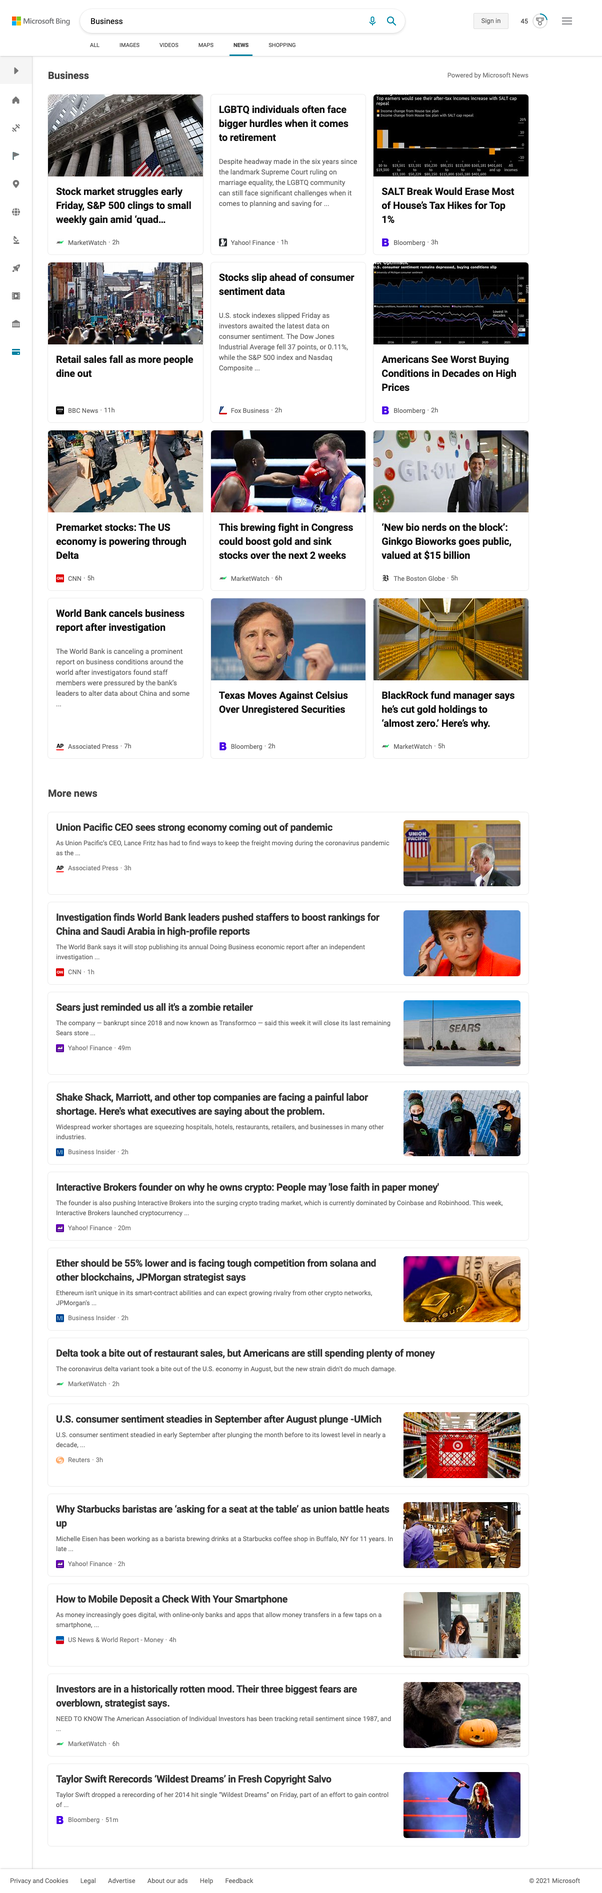 Microsoft Bing
Business
Sign in
45
ALL IMAGES VIDEOS MAPS NEWS SHOPPING
Business
Powered by Microsoft News
Stock market struggles early
Friday, S&P 500 clings to small
weekly gain amid 'quad...
MarketWatch · 2h
LGBTQ individuals often face
bigger hurdles when it comes
to retirement
Despite headway made in the six years since
the landmark Supreme Court ruling on
marriage equality, the LGBTQ community
can still face significant challenges when it
comes to planning and saving for ...
Yahoo! Finance · 1h
Top earners would see their after-tax incomes increase with SALT cap
repeal
SALT Break Would Erase Most
of House's Tax Hikes for Top
1%
Bloomberg · 3h
Retail sales fall as more people
dine out
BBC News · 11h
Stocks slip ahead of consumer
sentiment data
U.S. stock indexes slipped Friday as
investors awaited the latest data on
consumer sentiment. The Dow Jones
Industrial Average fell 37 points, or 0.11%,
while the S&P 500 index and Nasdaq
Composite ...
Fox Business · 2h
U.S. consumer sentiment remains depressed, buying conditions slip
Americans See Worst Buying
Conditions in Decades on High
Prices
Bloomberg · 2h
Premarket stocks: The US
economy is powering through
Delta
CNN · 5h
This brewing fight in Congress
could boost gold and sink
stocks over the next 2 weeks
MarketWatch · 6h
GROW
'New bio nerds on the block':
Ginkgo Bioworks goes public,
valued at $15 billion
The Boston Globe · 5h
World Bank cancels business
report after investigation
The World Bank is canceling a prominent
report on business conditions around the
world after investigators found staff
members were pressured by the bank's
leaders to alter data about China and some
...
AP Associated Press · 7h
Texas Moves Against Celsius
Over Unregistered Securities
Bloomberg · 2h
BlackRock fund manager says
he's cut gold holdings to
'almost zero.' Here's why.
MarketWatch · 5h
More news
Union Pacific CEO sees strong economy coming out of pandemic
As Union Pacific's CEO, Lance Fritz has had to find ways to keep the freight moving during the coronavirus pandemic
as the ...
AP Associated Press · 3h
UNION
PACIFIC
Investigation finds World Bank leaders pushed staffers to boost rankings for
China and Saudi Arabia in high-profile reports
The World Bank says it will stop publishing its annual Doing Business economic report after an independent
investigation ...
CNN · 1h
Sears just reminded us all it's a zombie retailer
The company — bankrupt since 2018 and now known as Transformco — said this week it will close its last remaining
Sears store ...
Yahoo! Finance · 49m
SEARS
Shake Shack, Marriott, and other top companies are facing a painful labor
shortage. Here's what executives are saying about the problem.
Widespread worker shortages are squeezing hospitals, hotels, restaurants, retailers, and businesses in many other
industries.
Business Insider · 2h
Interactive Brokers founder on why he owns crypto: People may 'lose faith in paper money'
The founder is also pushing Interactive Brokers into the surging crypto trading market, which is currently dominated by Coinbase and Robinhood. This week,
Interactive Brokers launched cryptocurrency ...
Yahoo! Finance · 20m
Ether should be 55% lower and is facing tough competition from solana and
other blockchains, JPMorgan strategist says
Ethereum isn't unique in its smart-contract abilities and can expect growing rivalry from other crypto networks,
JPMorgan's ...
Business Insider · 2h
Delta took a bite out of restaurant sales, but Americans are still spending plenty of money
The coronavirus delta variant took a bite out of the U.S. economy in August, but the new strain didn't do much damage.
MarketWatch · 2h
U.S. consumer sentiment steadies in September after August plunge -UMich
U.S. consumer sentiment steadied in early September after plunging the month before to its lowest level in nearly a
decade, ...
Reuters · 3h
Why Starbucks baristas are 'asking for a seat at the table' as union battle heats
up
Michelle Eisen has been working as a barista brewing drinks at a Starbucks coffee shop in Buffalo, NY for 11 years. In
late ...
Yahoo! Finance · 2h
How to Mobile Deposit a Check With Your Smartphone
As money increasingly goes digital, with online-only banks and apps that allow money transfers in a few taps on a
smartphone, ...
US News & World Report - Money · 4h
Investors are in a historically rotten mood. Their three biggest fears are
overblown, strategist says.
NEED TO KNOW The American Association of Individual Investors has been tracking retail sentiment since 1987, and
...
MarketWatch · 6h
Taylor Swift Rerecords 'Wildest Dreams' in Fresh Copyright Salvo
Taylor Swift dropped a rerecording of her 2014 hit single "Wildest Dreams" on Friday, part of an effort to gain control
of ...
Bloomberg · 51m
Privacy and Cookies Legal Advertise About our ads Help Feedback
© 2021 Microsoft